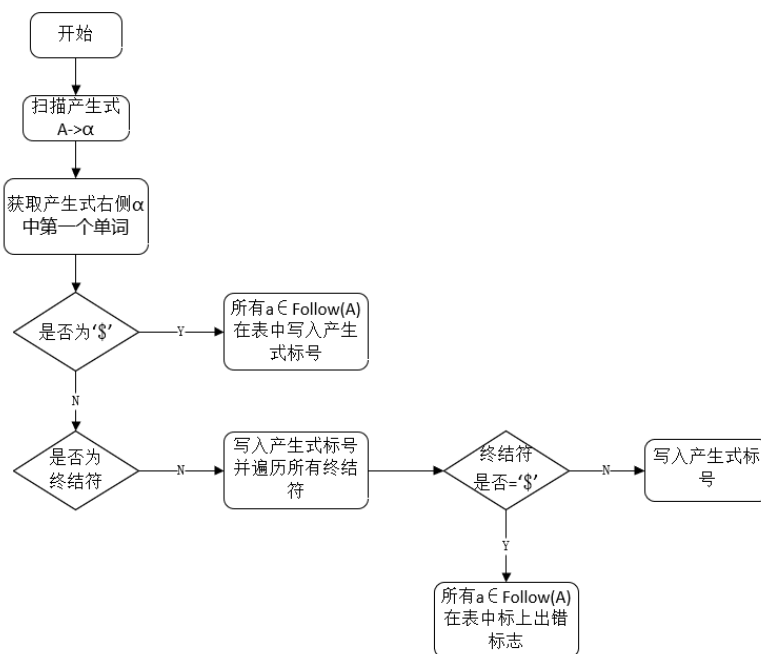 开始
扫描产生式
A->α
获取产生式右侧α
中第一个单词
是否为‘$’
Y
所有a∈Follow(A)
在表中写入产生
式标号
N
是否为
终结符
N
写入产生式标号
并遍历所有终结
符
终结符
是否=‘$’
N
写入产生式标
号
Y
所有a∈Follow(A)
在表中标上出错
标志